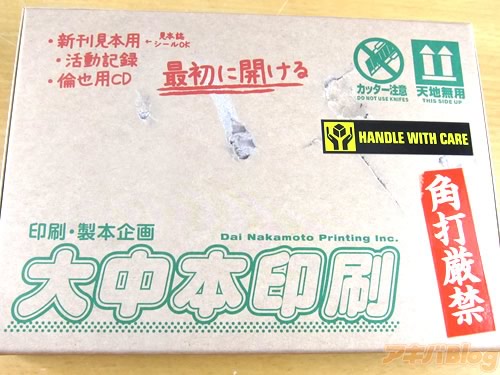 ・新刊見本用 ←見本誌シールOK
・活動記録
・倫也用CD
最初に開ける
カッター注意
DO NOT USE KNIFES
天地無用
THIS SIDE UP
HANDLE WITH CARE
角打厳禁
印刷・製本企画
Dai Nakamoto Printing Inc.
大中本印刷
アキバBlog